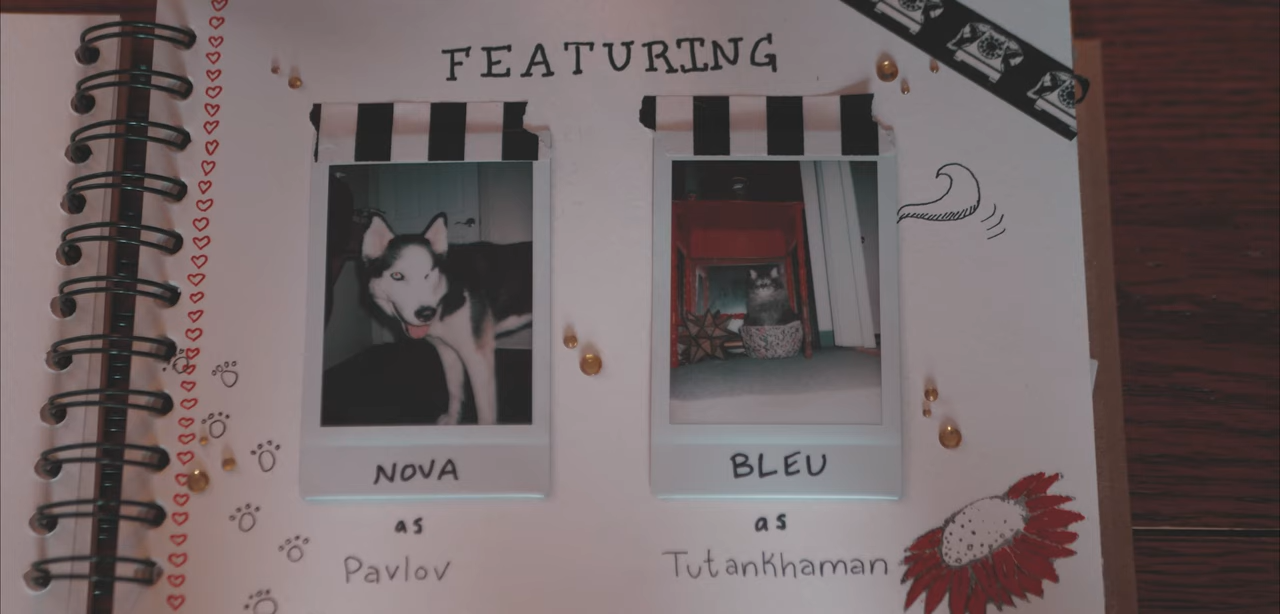 FEATURING
NOVA
as
Pavlov
BLEU
as
Tutankhaman